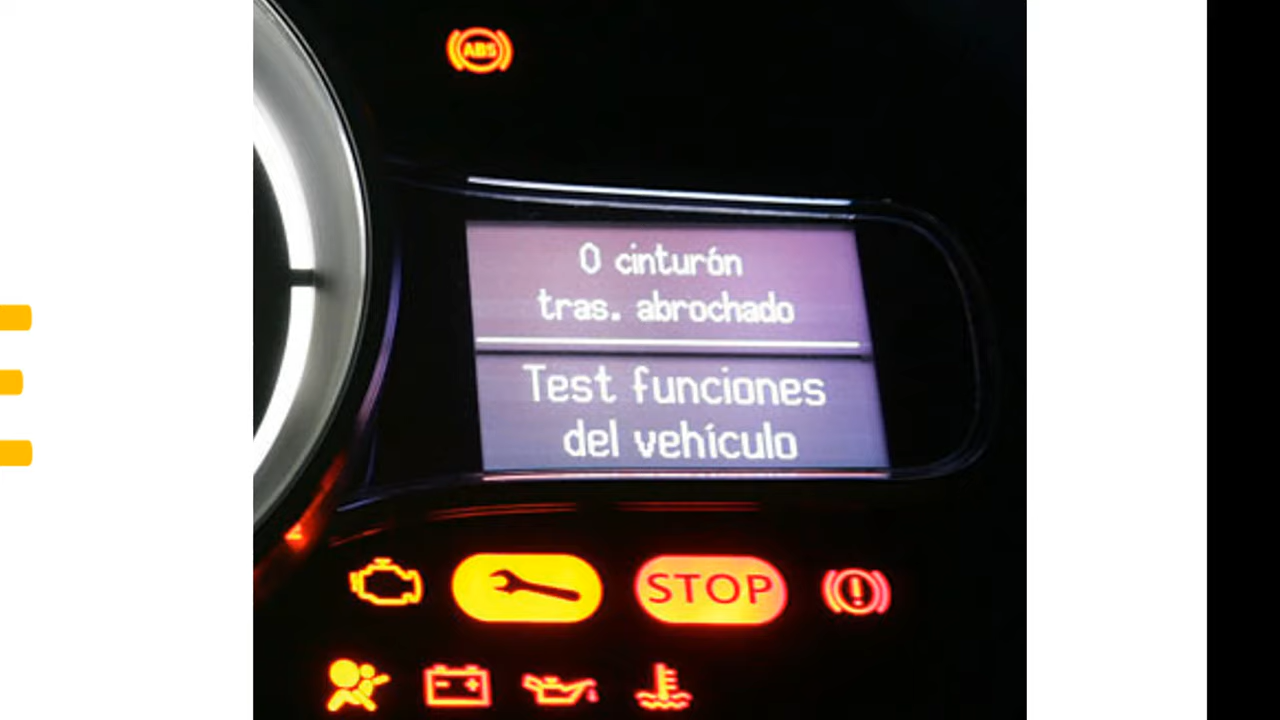 ABS
0 cinturón
tras. abrochado
Test funciones
del vehículo
STOP